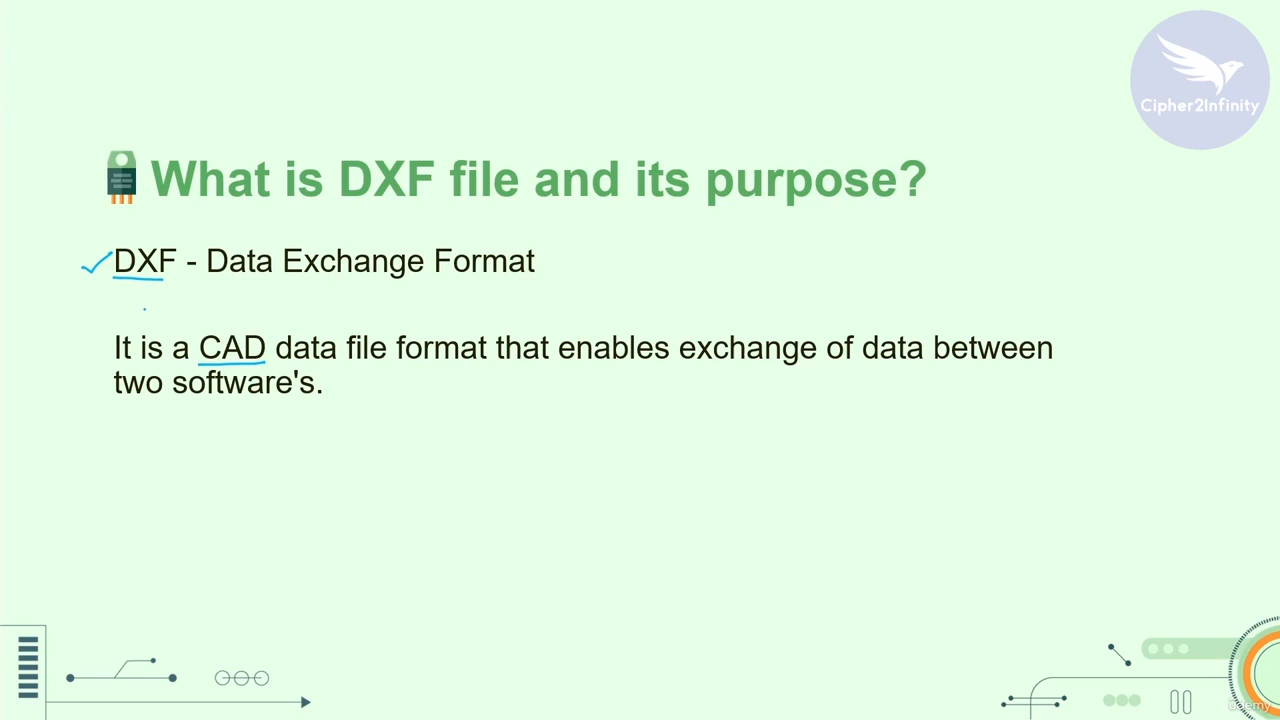 Cipher2Infinity
What is DXF file and its purpose?
DXF - Data Exchange Format
It is a CAD data file format that enables exchange of data between
two software's.
udemy